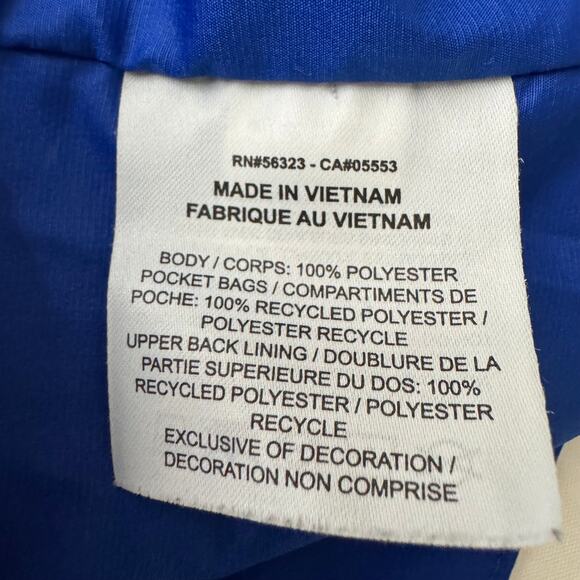 RN#56323 - CA#05553
MADE IN VIETNAM
FABRIQUE AU VIETNAM
BODY / CORPS: 100% POLYESTER
POCKET BAGS / COMPARTIMENTS DE
POCHE: 100% RECYCLED POLYESTER /
POLYESTER RECYCLE
UPPER BACK LINING / DOUBLURE DE LA
PARTIE SUPERIEURE DU DOS: 100%
RECYCLED POLYESTER / POLYESTER
RECYCLE
EXCLUSIVE OF DECORATION /
DECORATION NON COMPRISE